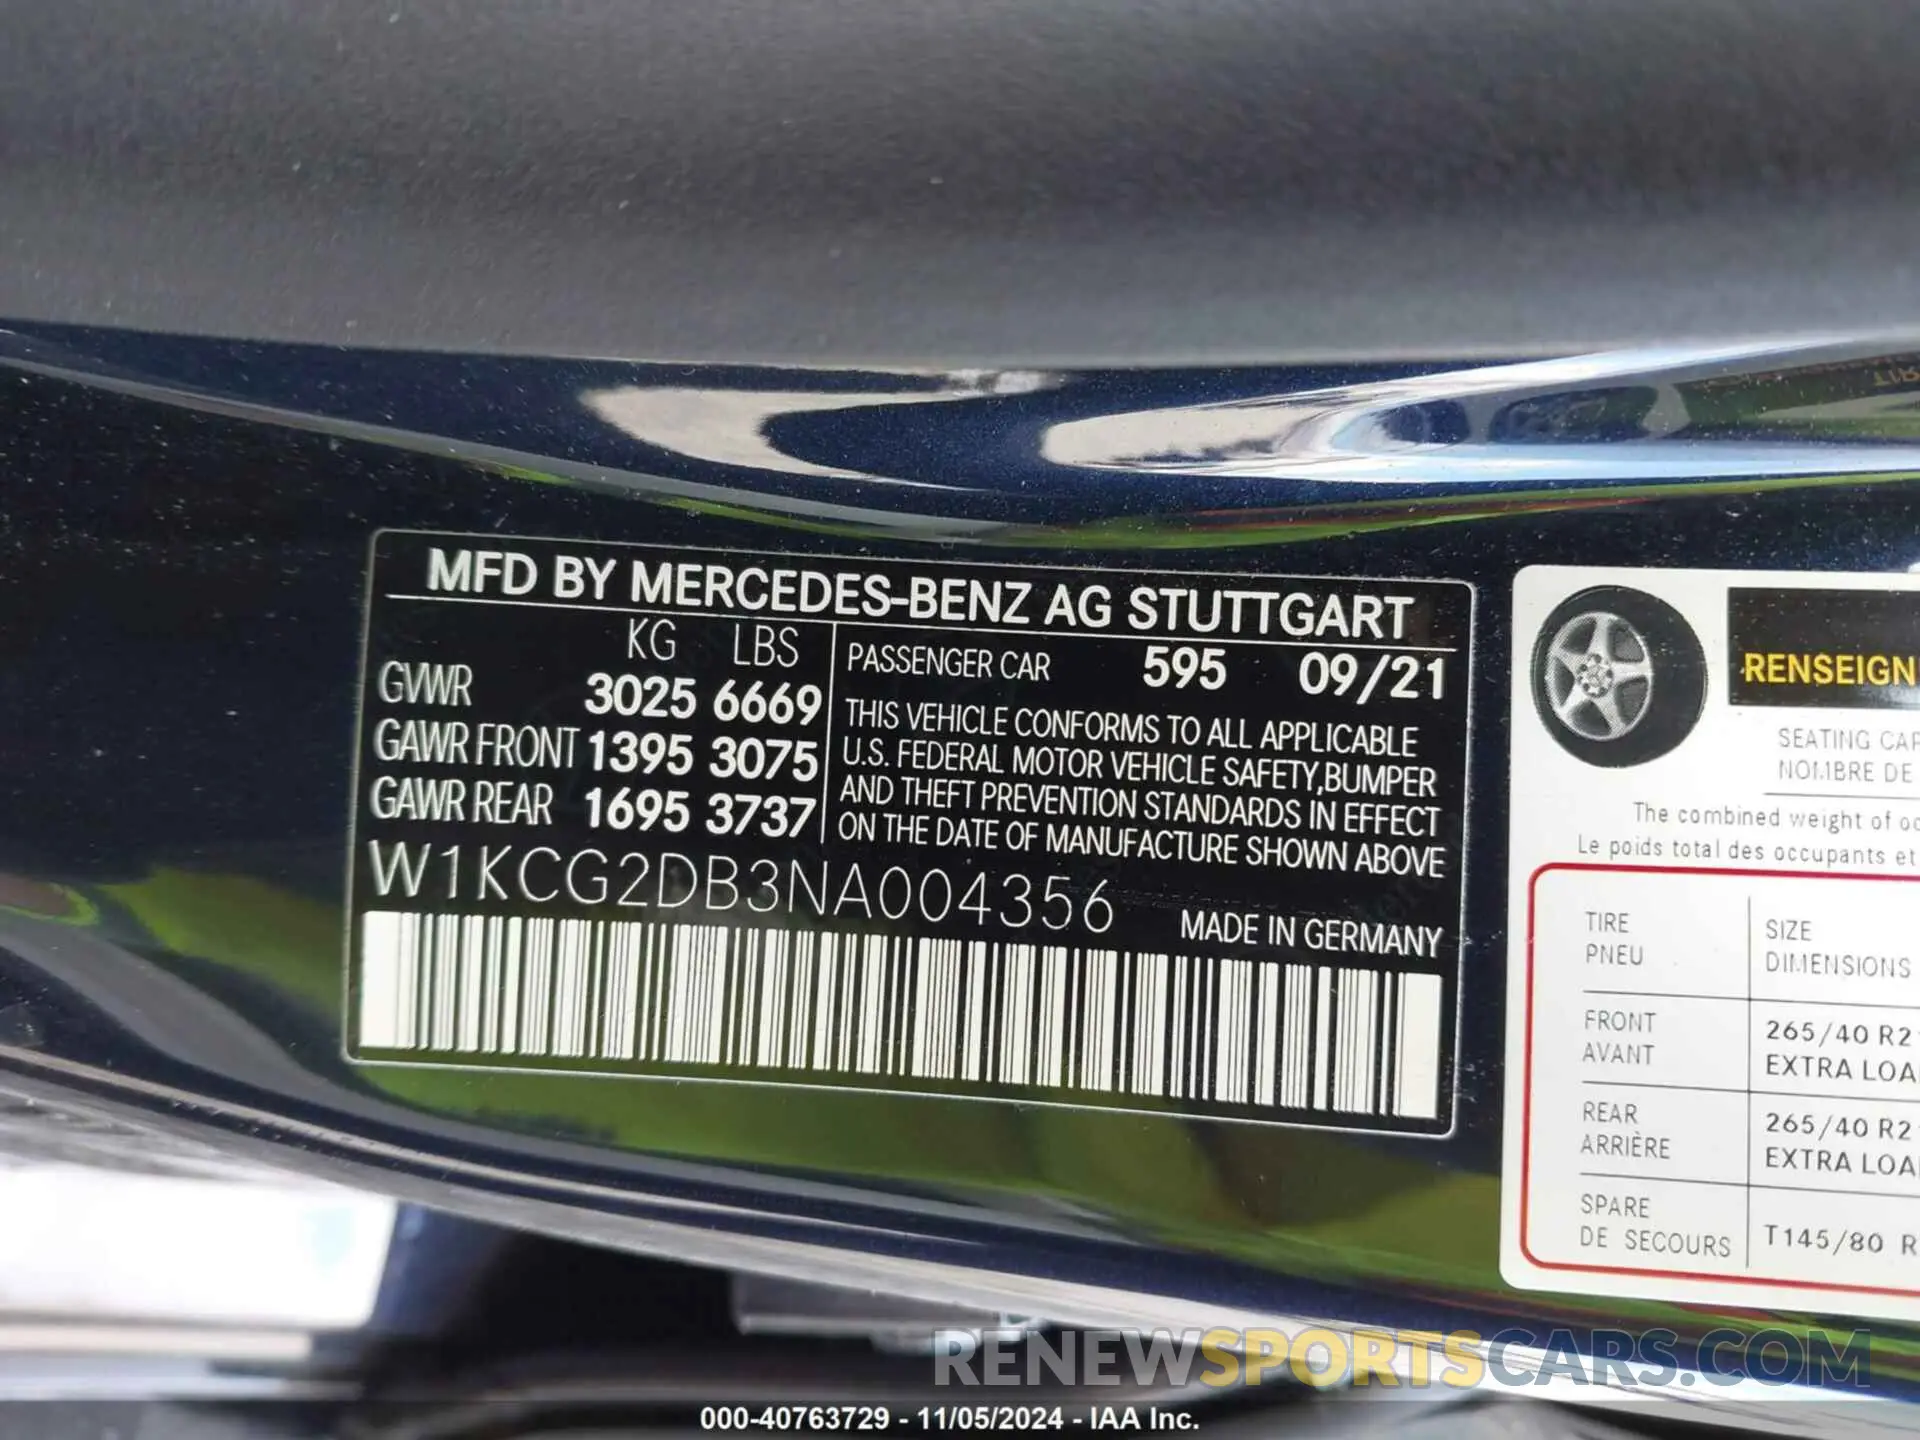 MFD BY MERCEDES-BENZ AG STUTTGART
KG LBS
GVWR 3025 6669
GAWR FRONT 1395 3075
GAWR REAR 1695 3737
PASSENGER CAR 595 09/21
THIS VEHICLE CONFORMS TO ALL APPLICABLE
U.S. FEDERAL MOTOR VEHICLE SAFETY,BUMPER
AND THEFT PREVENTION STANDARDS IN EFFECT
ON THE DATE OF MANUFACTURE SHOWN ABOVE
W1KCG2DB3NA004356
MADE IN GERMANY
RENSEIGN
SEATING CAP
NOMBRE DE
The combined weight of oc
Le poids total des occupants et
TIRE
PNEU
SIZE
DIMENSIONS
FRONT
AVANT
265/40 R2
EXTRA LOA
REAR
ARRIÈRE
265/40 R2
EXTRA LOA
SPARE
DE SECOURS
T145/80 R
RENEWSPORTSCARS.COM
000-40763729 - 11/05/2024 - IAA Inc.